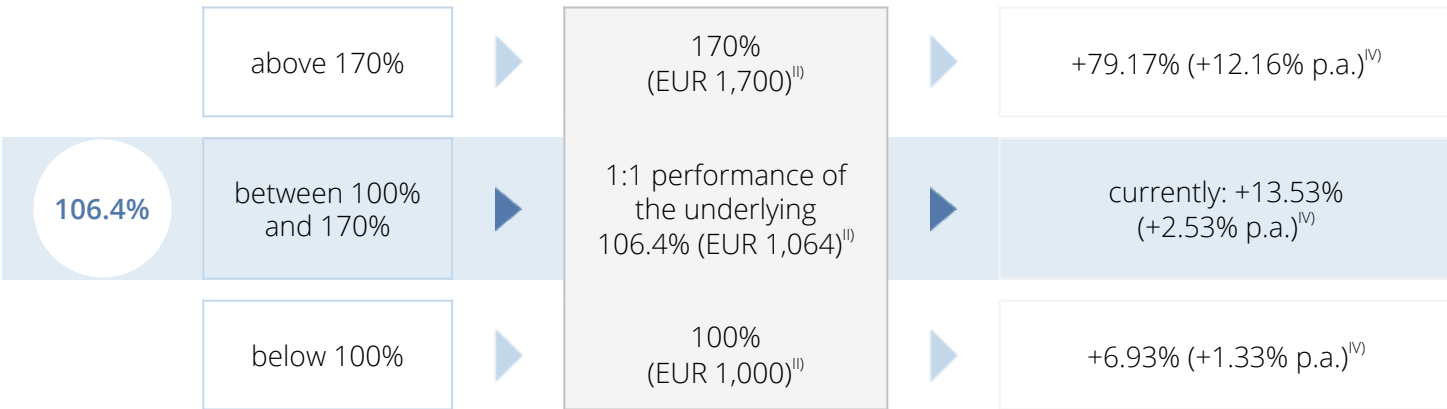 above 170%
170%
(EUR 1,700)II)
+79.17% (+12.16% p.a.)IV)
106.4%
between 100%
and 170%
1:1 performance of
the underlying
106.4% (EUR 1,064)II)
currently: +13.53%
(+2.53% p.a.)IV)
below 100%
100%
(EUR 1,000)II)
+6.93% (+1.33% p.a.)IV)